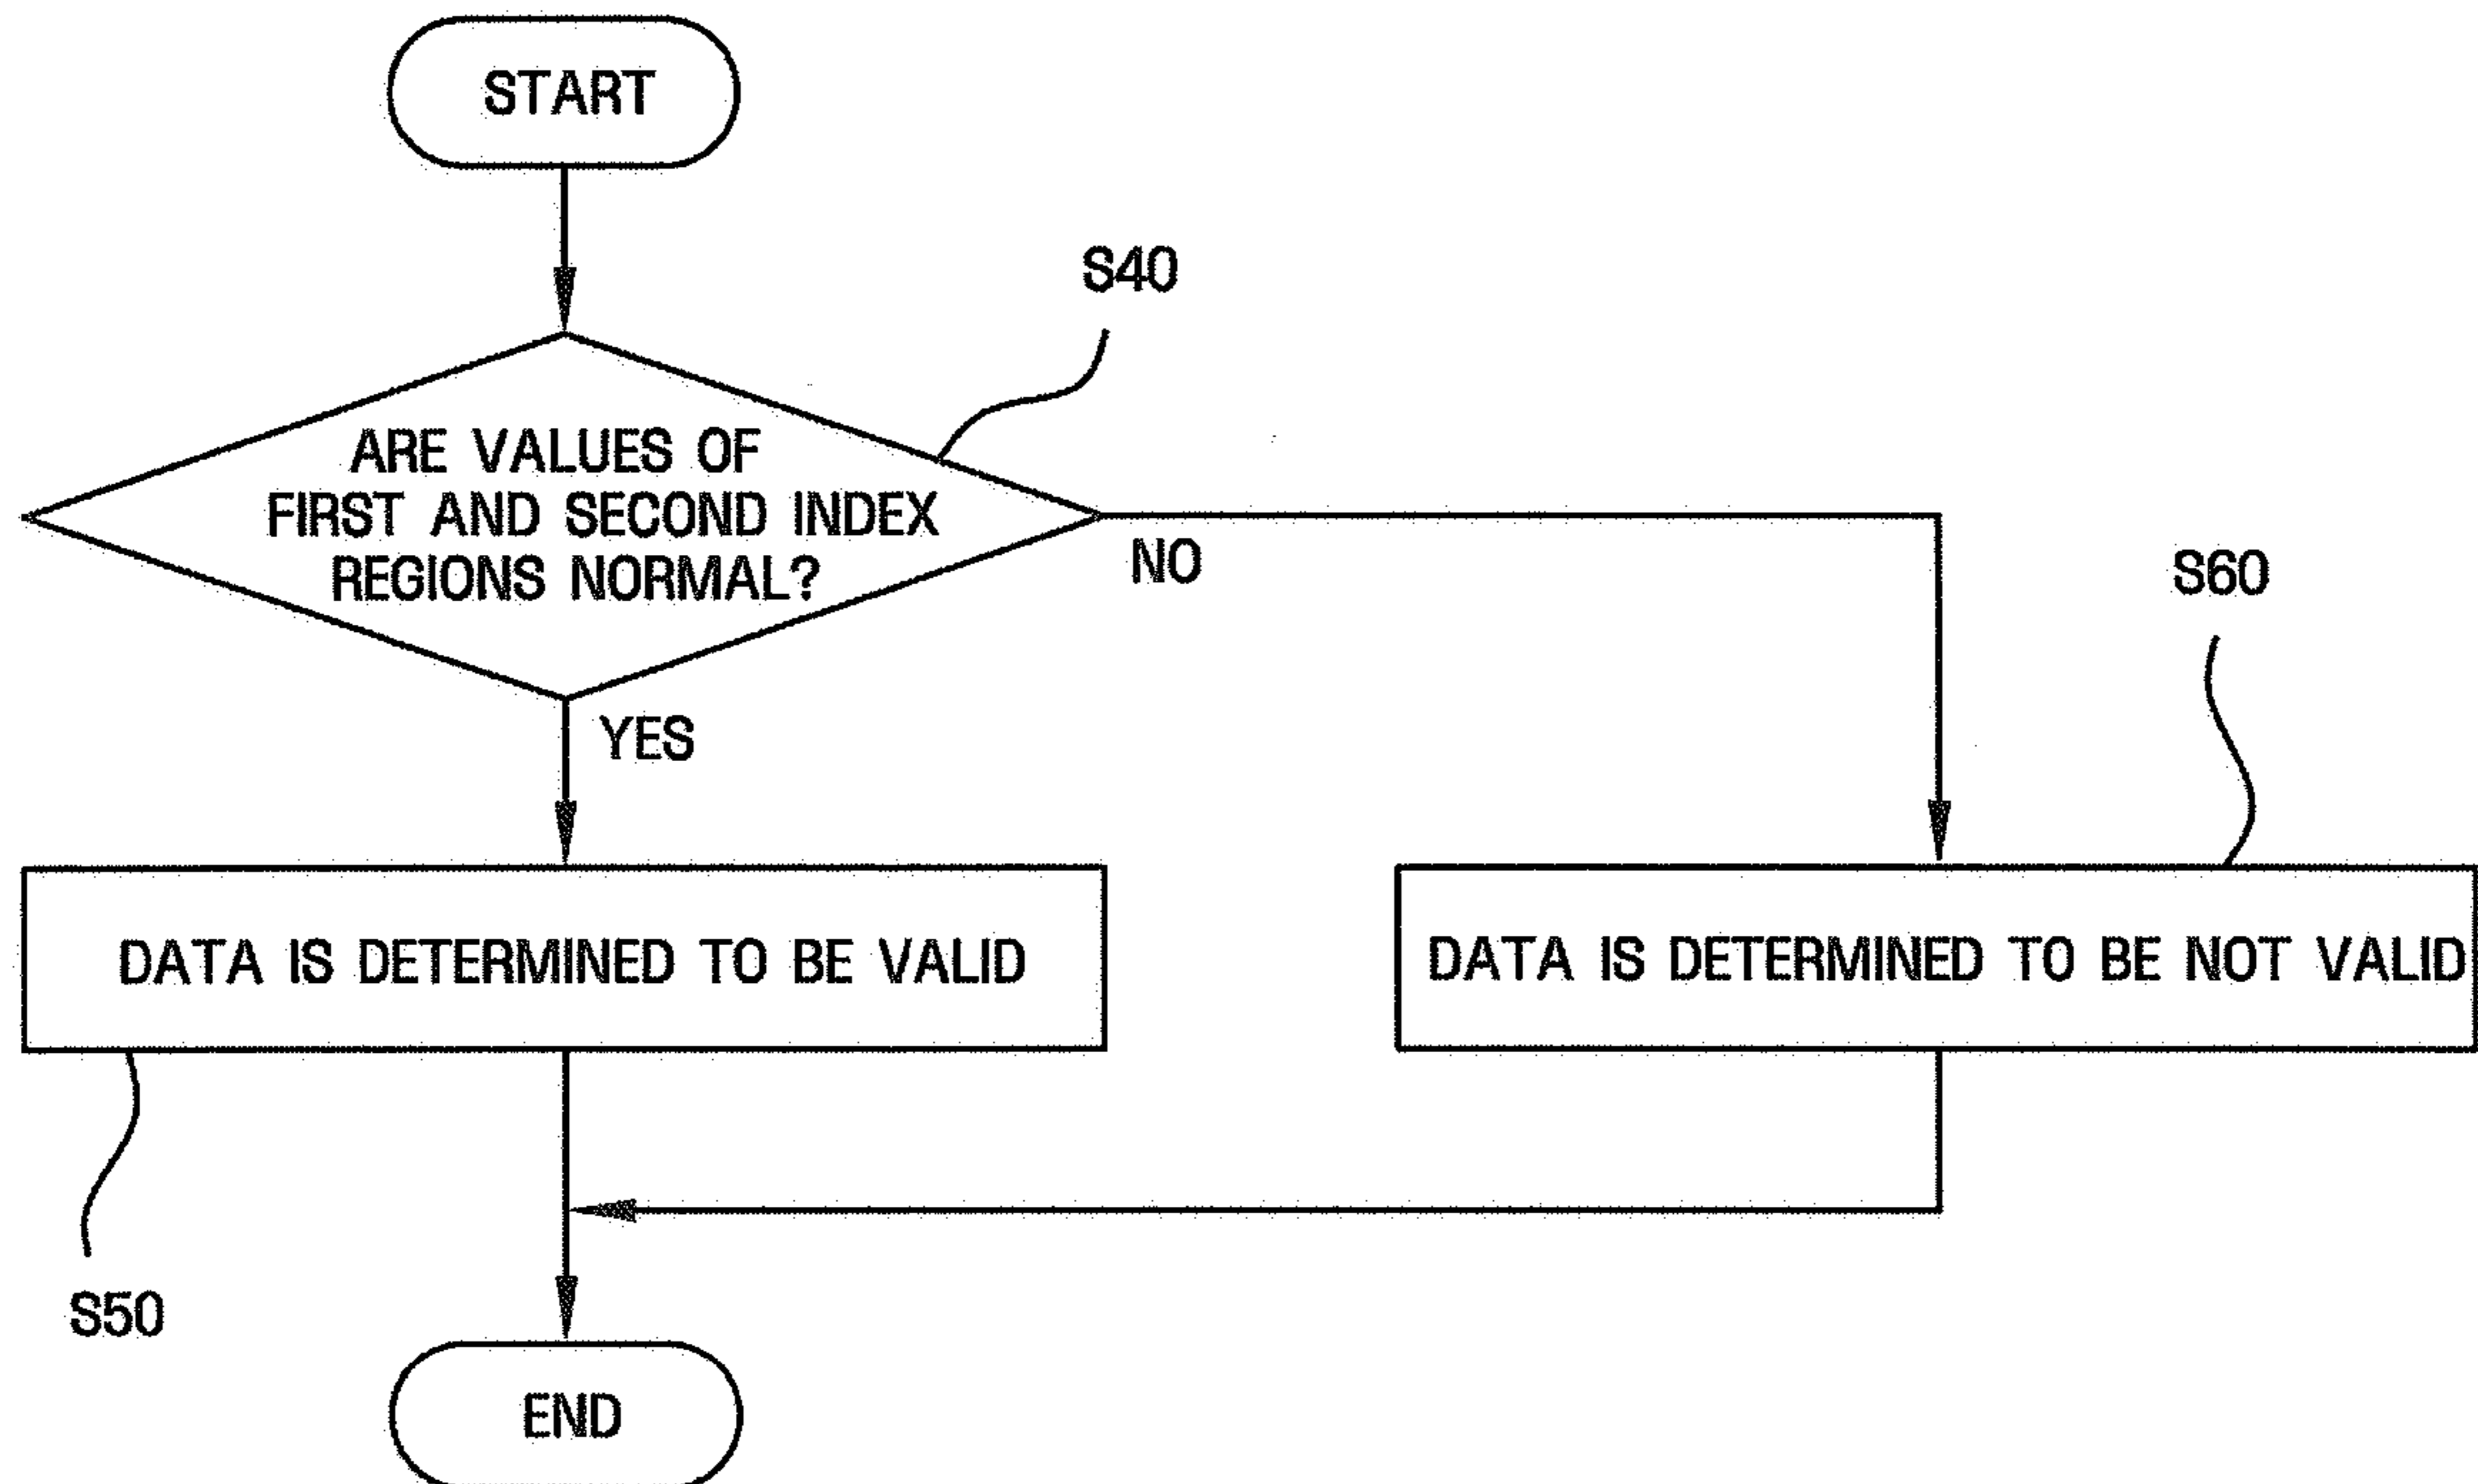 START
S40
ARE VALUES OF
FIRST AND SECOND INDEX
REGIONS NORMAL?
NO
S60
YES
DATA IS DETERMINED TO BE VALID
DATA IS DETERMINED TO BE NOT VALID
S50
END